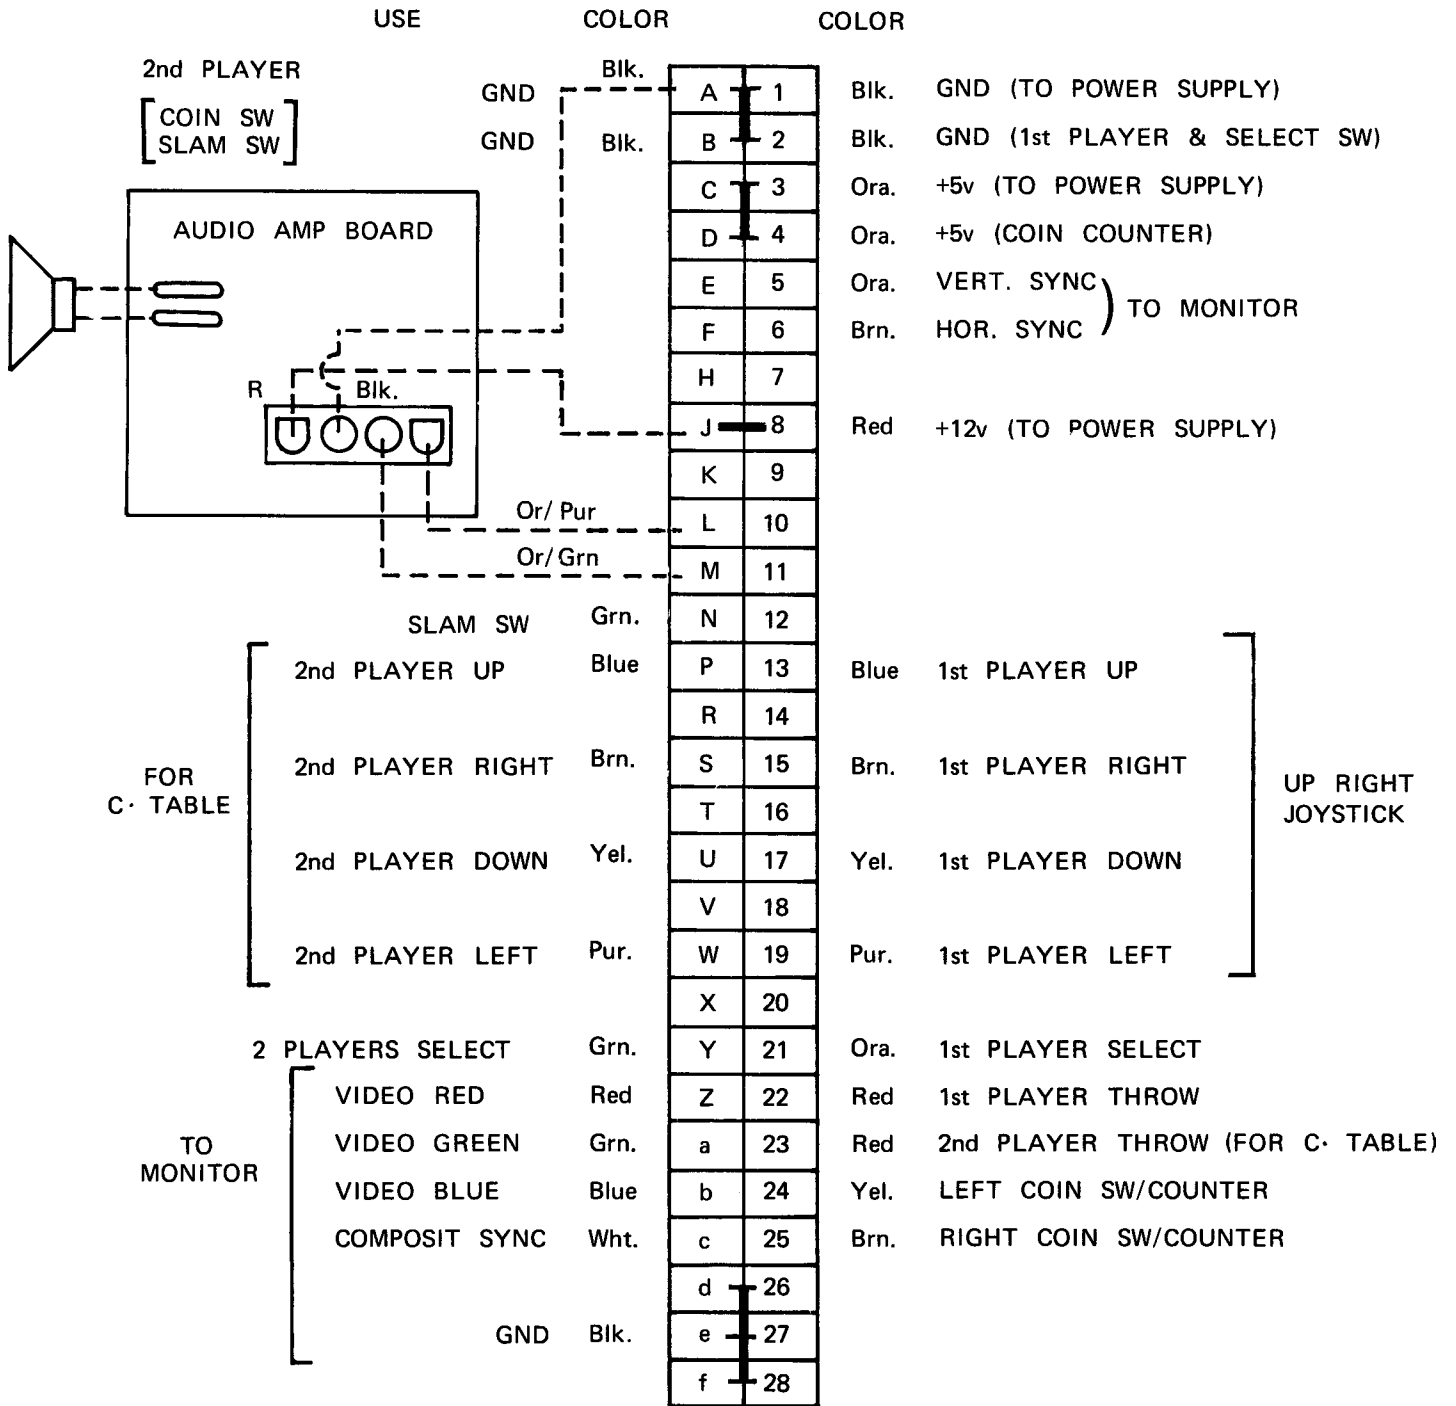 USE COLOR COLOR
2nd PLAYER
COIN SW
SLAM SW
GND Blk. A 1 Blk. GND (TO POWER SUPPLY)
GND Blk. B 2 Blk. GND (1st PLAYER & SELECT SW)
C 3 Ora. +5v (TO POWER SUPPLY)
AUDIO AMP BOARD
D 4 Ora. +5v (COIN COUNTER)
E 5 Ora. VERT. SYNC
TO MONITOR
F 6 Brn. HOR. SYNC
H 7
R Blk.
J 8 Red +12v (TO POWER SUPPLY)
K 9
Or/ Pur L 10
Or/Grn M 11
SLAM SW Grn. N 12
2nd PLAYER UP Blue P 13 Blue 1st PLAYER UP
R 14
FOR
C· TABLE
2nd PLAYER RIGHT Brn. S 15 Brn. 1st PLAYER RIGHT
UP RIGHT
JOYSTICK
T 16
2nd PLAYER DOWN Yel. U 17 Yel. 1st PLAYER DOWN
V 18
2nd PLAYER LEFT Pur. W 19 Pur. 1st PLAYER LEFT
X 20
2 PLAYERS SELECT Grn. Y 21 Ora. 1st PLAYER SELECT
VIDEO RED Red Z 22 Red 1st PLAYER THROW
TO
MONITOR
VIDEO GREEN Grn. a 23 Red 2nd PLAYER THROW (FOR C· TABLE)
VIDEO BLUE Blue b 24 Yel. LEFT COIN SW/COUNTER
COMPOSIT SYNC Wht. c 25 Brn. RIGHT COIN SW/COUNTER
d 26
GND Blk. e 27
f 28